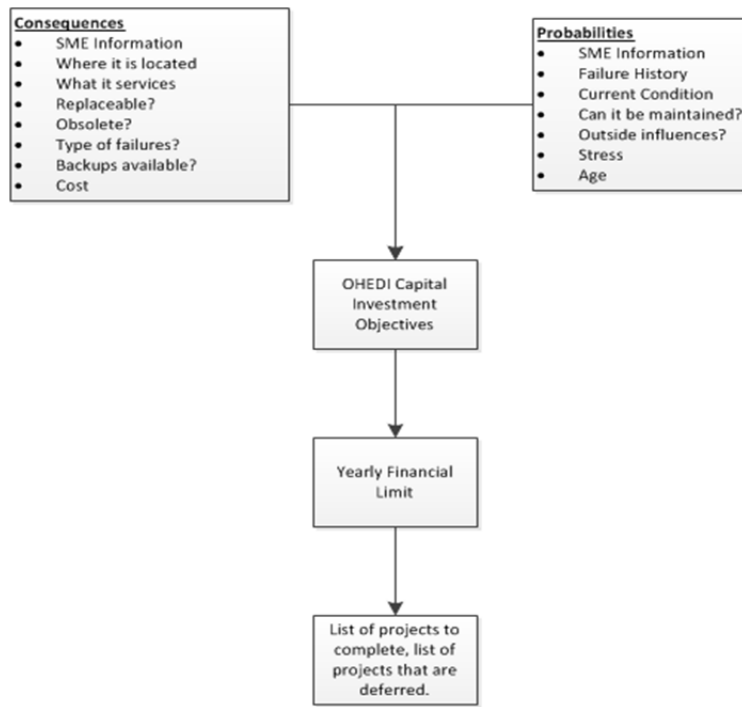 Consequences
• SME Information
• Where it is located
• What it services
• Replaceable?
• Obsolete?
• Type of failures?
• Backups available?
• Cost
Probabilities
• SME Information
• Failure History
• Current Condition
• Can it be maintained?
• Outside influences?
• Stress
• Age
OHEDI Capital
Investment
Objectives
Yearly Financial
Limit
List of projects to
complete, list of
projects that are
deferred.